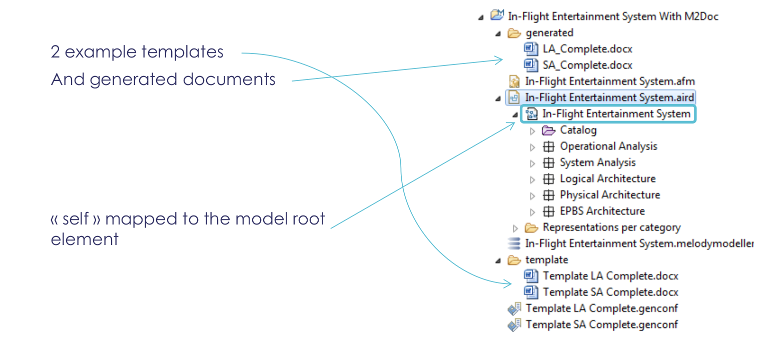 2 example templates
And generated documents
« self » mapped to the model root
element
In-Flight Entertainment System With M2Doc
generated
LA_Complete.docx
SA_Complete.docx
In-Flight Entertainment System.afm
In-Flight Entertainment System.aird
In-Flight Entertainment System
Catalog
Operational Analysis
System Analysis
Logical Architecture
Physical Architecture
EPBS Architecture
Representations per category
In-Flight Entertainment System.melodymodeller
template
Template LA Complete.docx
Template SA Complete.docx
Template LA Complete.genconf
Template SA Complete.genconf